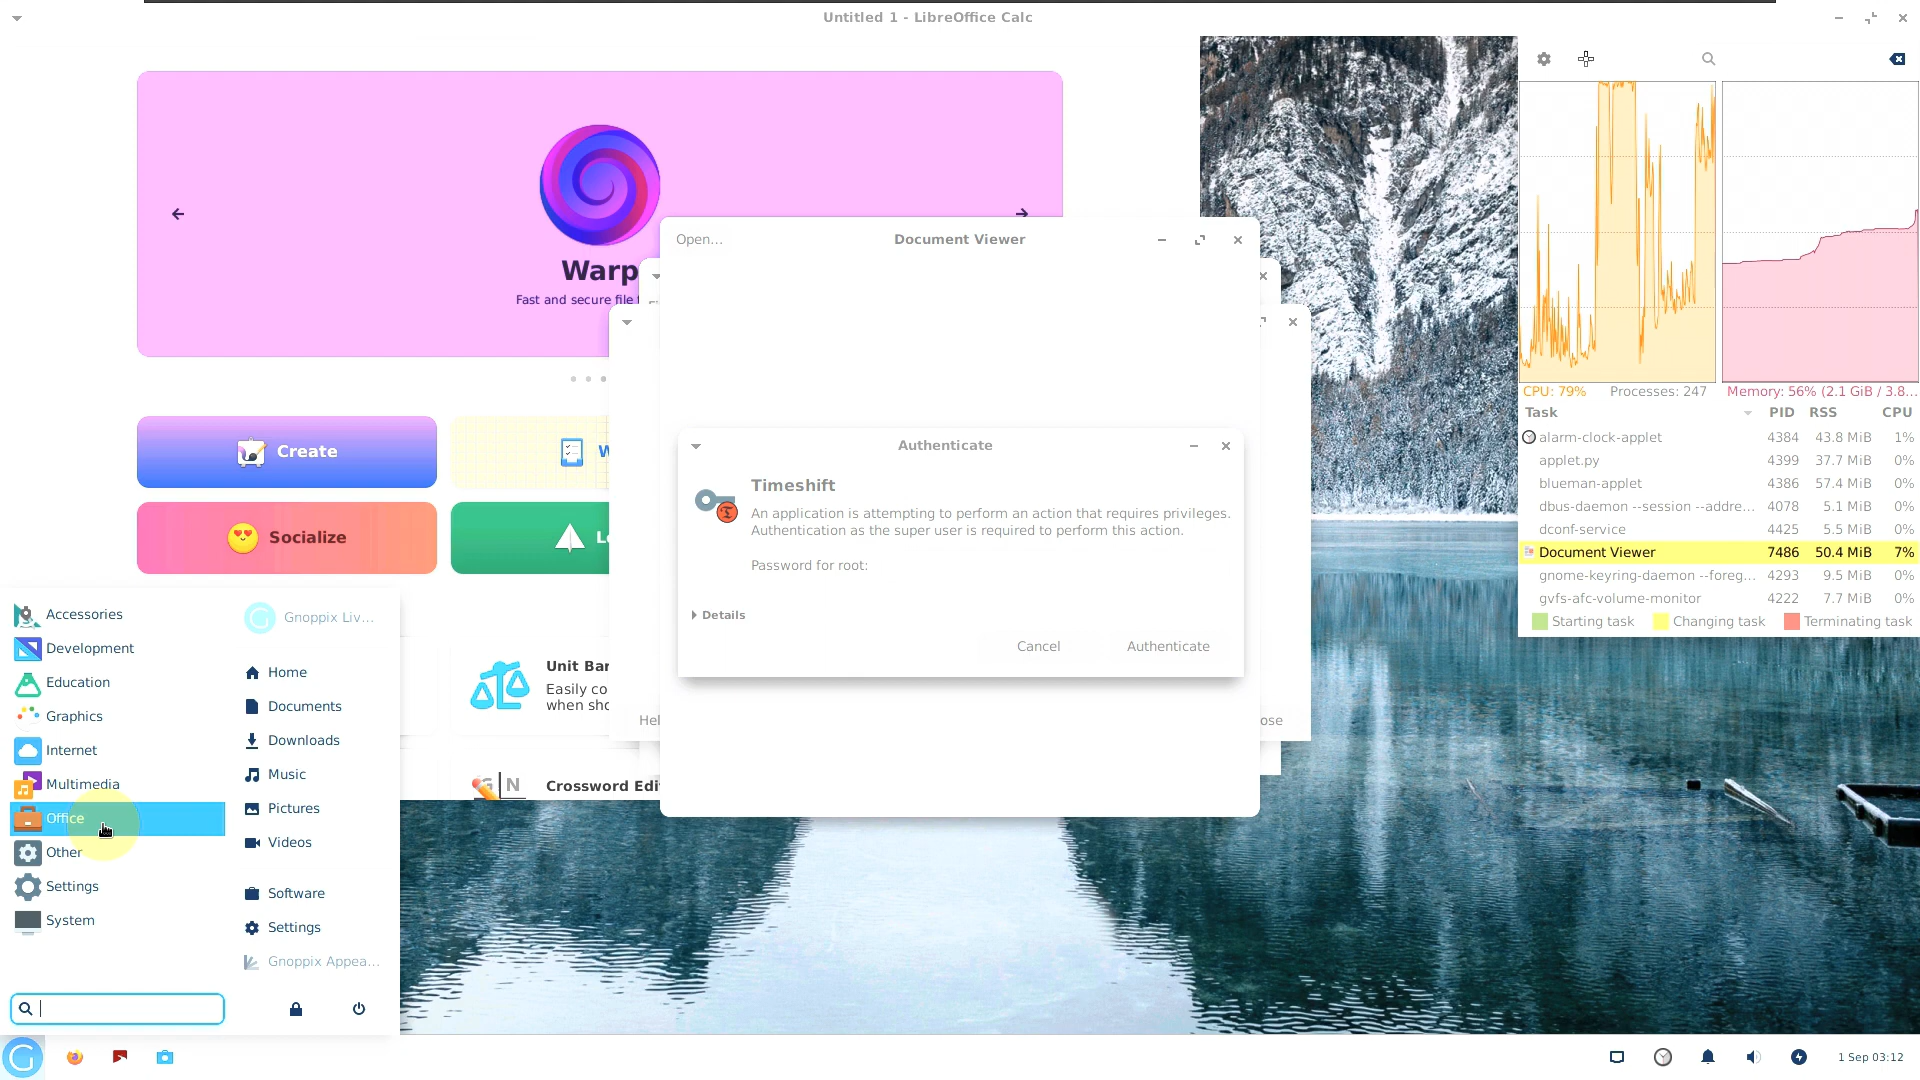 Untitled 1 - LibreOffice Calc
Warp
Fast and secure file
Create
Socialize
Unit Bar
Easily co
when sho
Crossword Edi
Open...
Document Viewer
Authenticate
Timeshift
An application is attempting to perform an action that requires privileges.
Authentication as the super user is required to perform this action.
Password for root:
Details
Cancel
Authenticate
Hel
ose
CPU: 79%
Processes: 247
Memory: 56% (2.1 GiB / 3.8...
Task PID RSS CPU
alarm-clock-applet 4384 43.8 MiB 1%
applet.py 4399 37.7 MiB 0%
blueman-applet 4386 57.4 MiB 0%
dbus-daemon --session --addre... 4078 5.1 MiB 0%
dconf-service 4425 5.5 MiB 0%
Document Viewer 7486 50.4 MiB 7%
gnome-keyring-daemon --foreg... 4293 9.5 MiB 0%
gvfs-afc-volume-monitor 4222 7.7 MiB 0%
Starting task
Changing task
Terminating task
Accessories
Development
Education
Graphics
Internet
Multimedia
Office
Other
Settings
System
Gnoppix Liv...
Home
Documents
Downloads
Music
Pictures
Videos
Software
Settings
Gnoppix Appea...
1 Sep 03:12